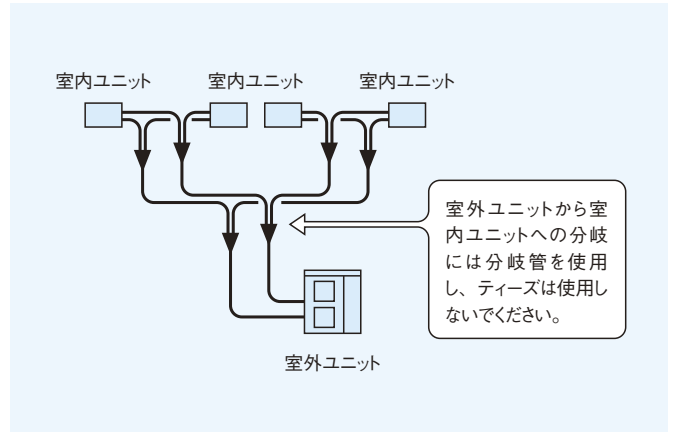 室内ユニット 室内ユニット 室内ユニット
室外ユニットから室
内ユニットへの分岐
には分岐管を使用
し、ティーズは使用し
ないでください。
室外ユニット